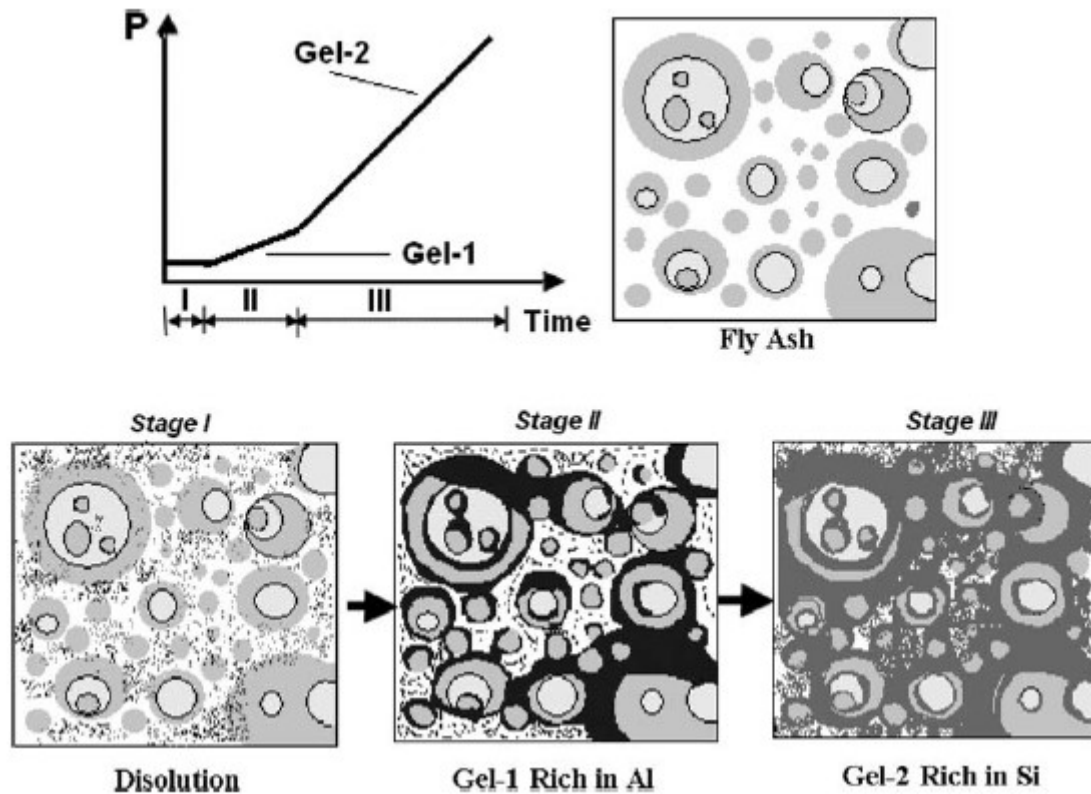 P
Gel-2
Gel-1
I II III
Time
Fly Ash
Stage I Stage II Stage III
Disolution
Gel-1 Rich in Al
Gel-2 Rich in Si